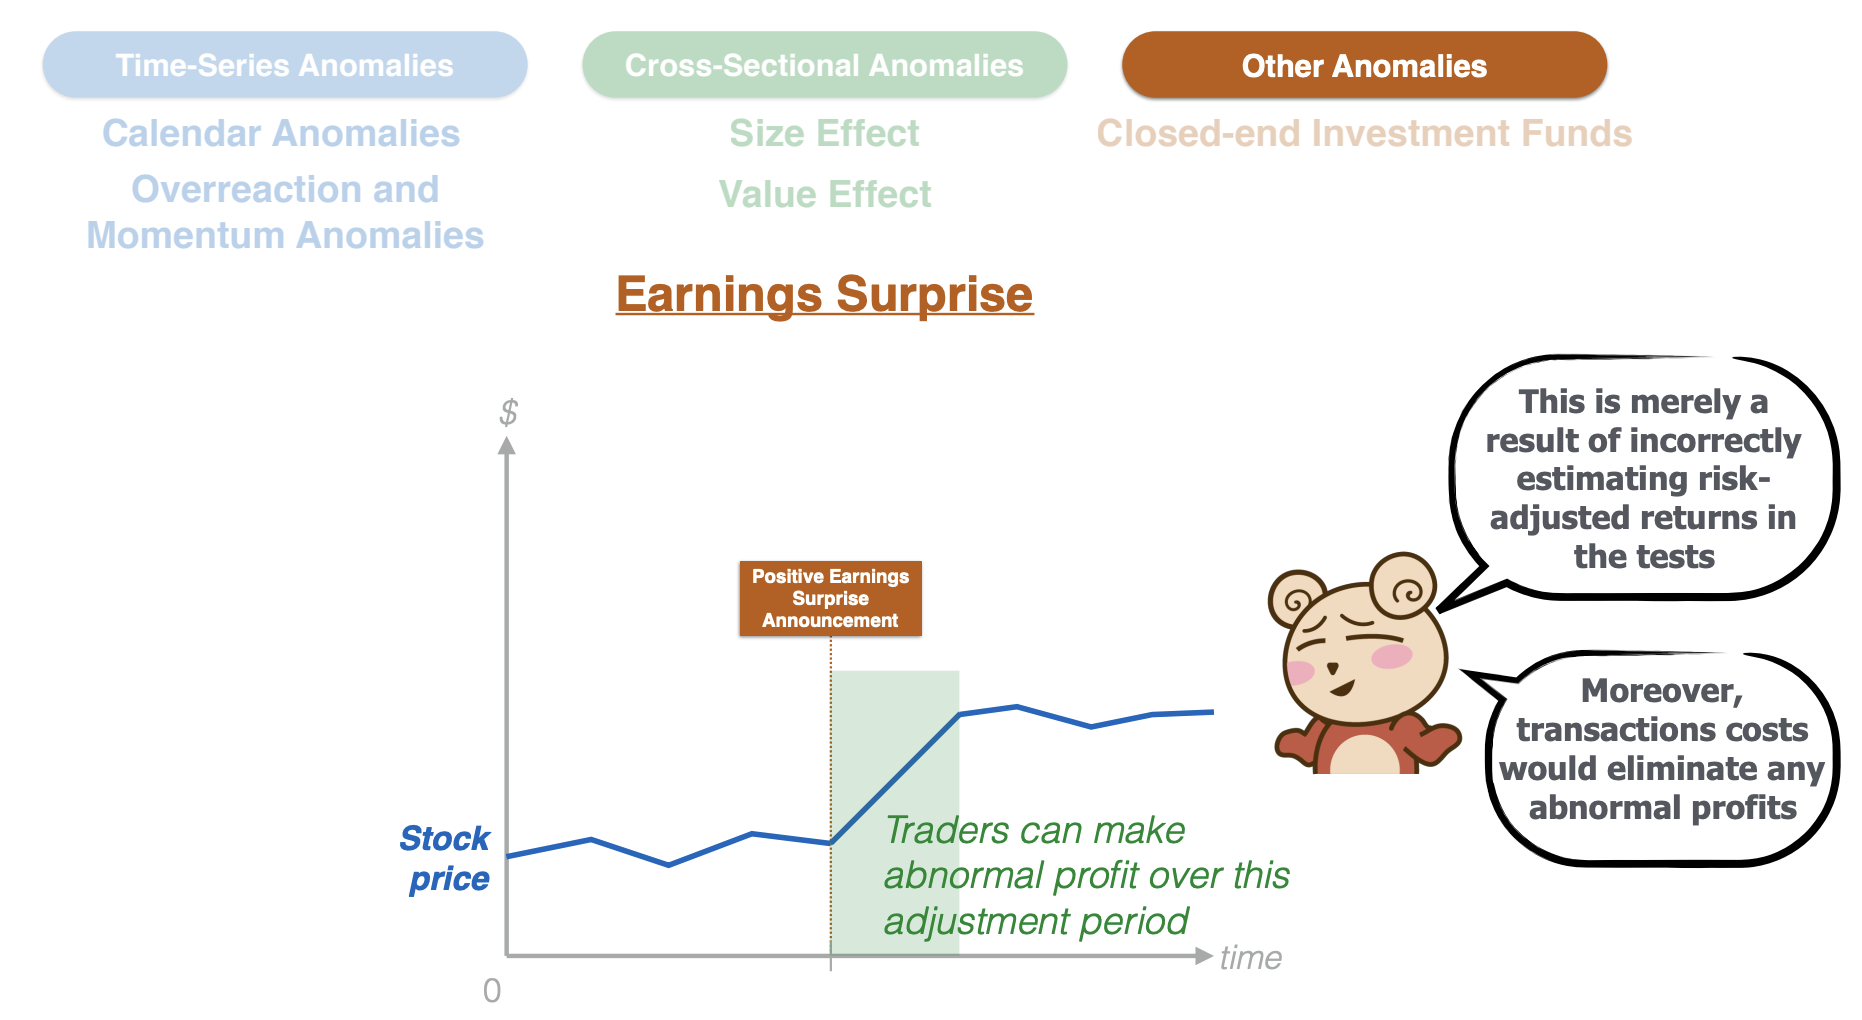 Time-Series Anomalies
Cross-Sectional Anomalies
Other Anomalies
Calendar Anomalies
Size Effect
Closed-end Investment Funds
Overreaction and
Momentum Anomalies
Value Effect
Earnings Surprise
$
This is merely a
result of incorrectly
estimating risk-
adjusted returns in
the tests
Positive Earnings
Surprise
Announcement
Moreover,
transactions costs
would eliminate any
abnormal profits
Stock
price
Traders can make
abnormal profit over this
adjustment period
time
0